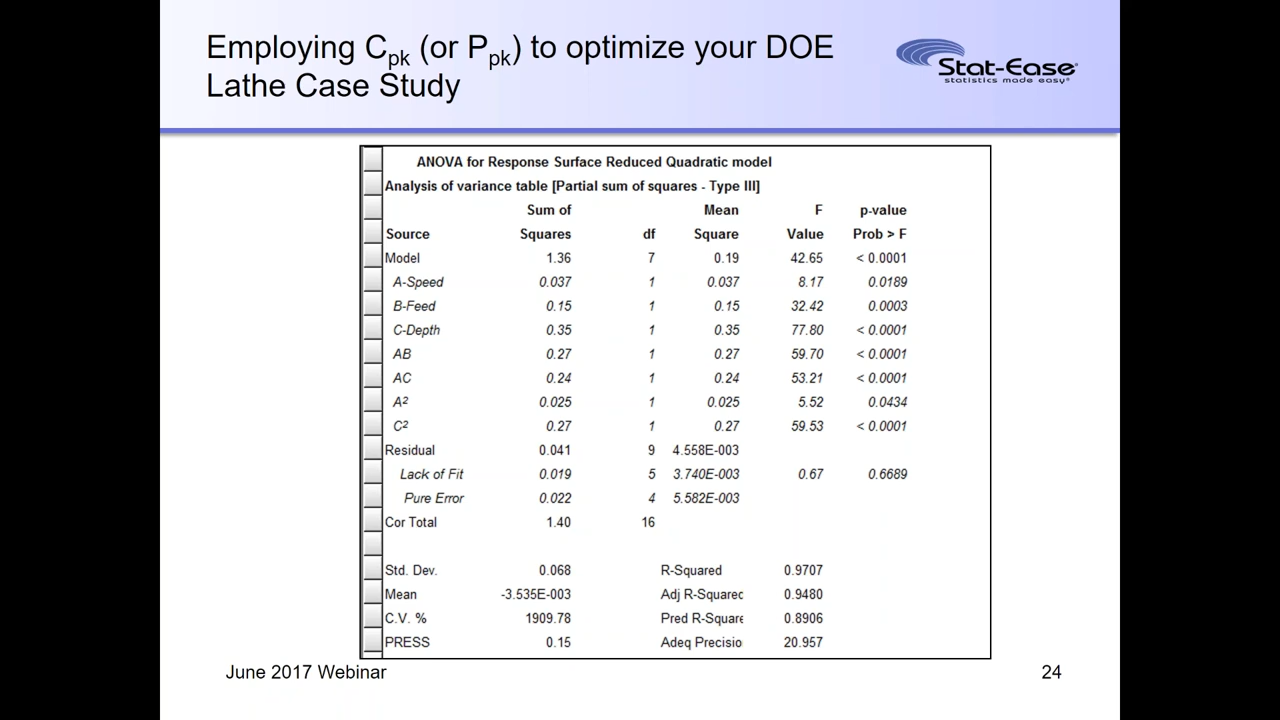 Employing Cpk (or Ppk) to optimize your DOE
Lathe Case Study
Stat-Ease
statistics made easy
ANOVA for Response Surface Reduced Quadratic model
Analysis of variance table [Partial sum of squares - Type III]
Sum of Mean F p-value
Source Squares df Square Value Prob > F
Model 1.36 7 0.19 42.65 < 0.0001
A-Speed 0.037 1 0.037 8.17 0.0189
B-Feed 0.15 1 0.15 32.42 0.0003
C-Depth 0.35 1 0.35 77.80 < 0.0001
AB 0.27 1 0.27 59.70 < 0.0001
AC 0.24 1 0.24 53.21 < 0.0001
A² 0.025 1 0.025 5.52 0.0434
C² 0.27 1 0.27 59.53 < 0.0001
Residual 0.041 9 4.558E-003
Lack of Fit 0.019 5 3.740E-003 0.67 0.6689
Pure Error 0.022 4 5.582E-003
Cor Total 1.40 16
Std. Dev. 0.068 R-Squared 0.9707
Mean -3.535E-003 Adj R-Squared 0.9480
C.V. % 1909.78 Pred R-Square 0.8906
PRESS 0.15 Adeq Precisio 20.957
June 2017 Webinar 24